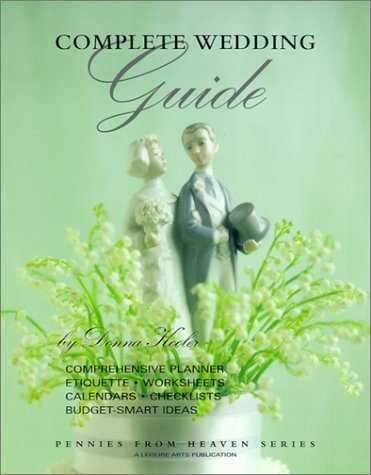 COMPLETE WEDDING
Guide
by Donna Kooler
COMPREHENSIVE PLANNER
ETIQUETTE • WORKSHEETS
CALENDARS • CHECKLISTS
BUDGET-SMART IDEAS
PENNIES FROM HEAVEN SERIES
A LEISURE ARTS PUBLICATION